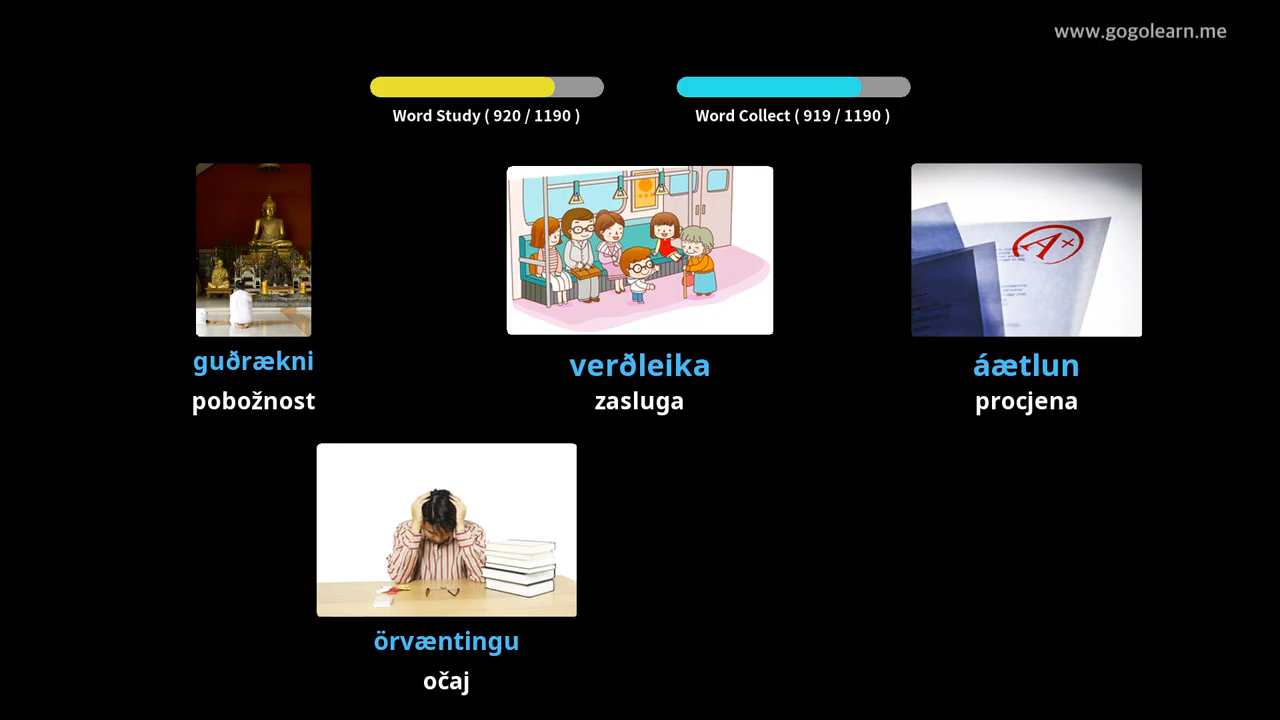 www.gogolearn.me
Word Study ( 920 / 1190 )
Word Collect ( 919 / 1190 )
A+
guðrækni
verðleika
áætlun
pobožnost
zasluga
procjena
örvæntingu
očaj